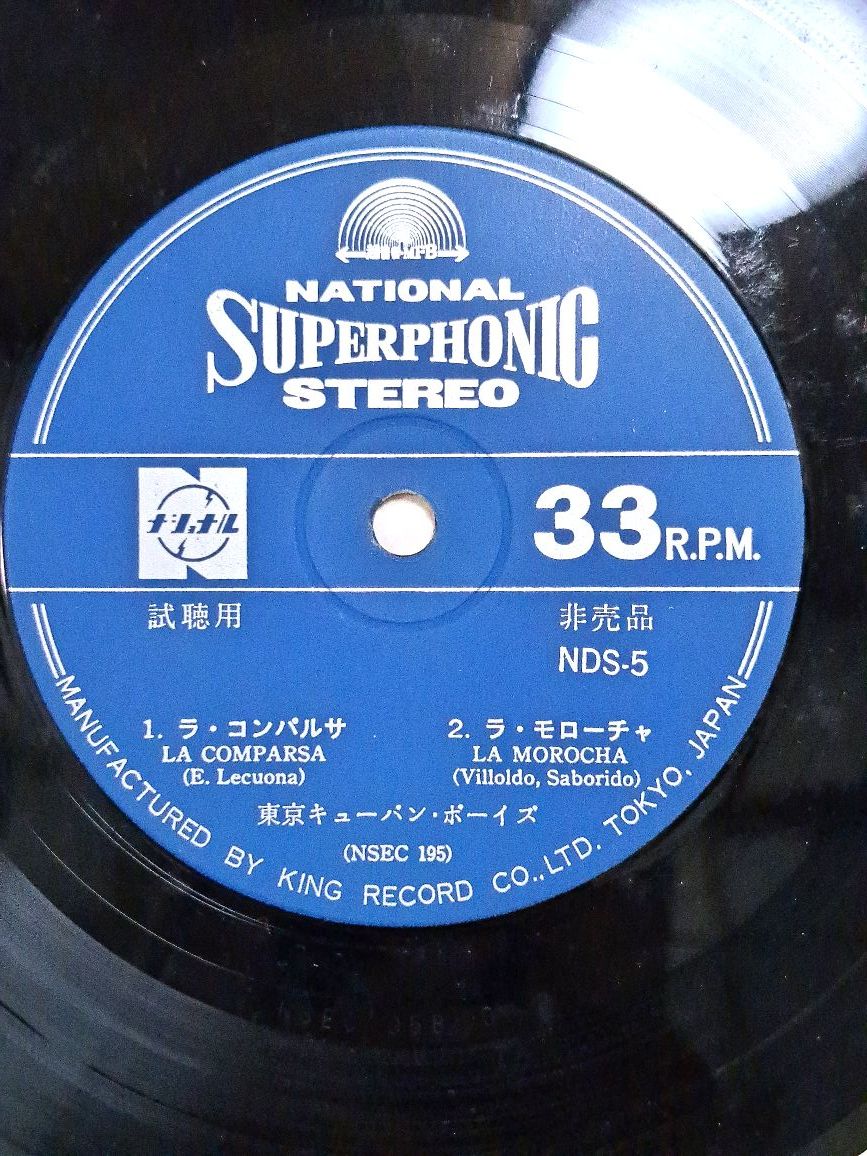 NATIONAL
SUPERPHONIC
STEREO
ナショナル
33 R.P.M.
試聴用
非売品
NDS-5
1. ラ・コンパルサ
LA COMPARSA
(E. Lecuona)
2. ラ・モローチャ
LA MOROCHA
(Villoldo, Saborido)
東京キューバン・ボーイズ
(NSEC 195)
MANUFACTURED BY KING RECORD CO.,LTD. TOKYO, JAPAN